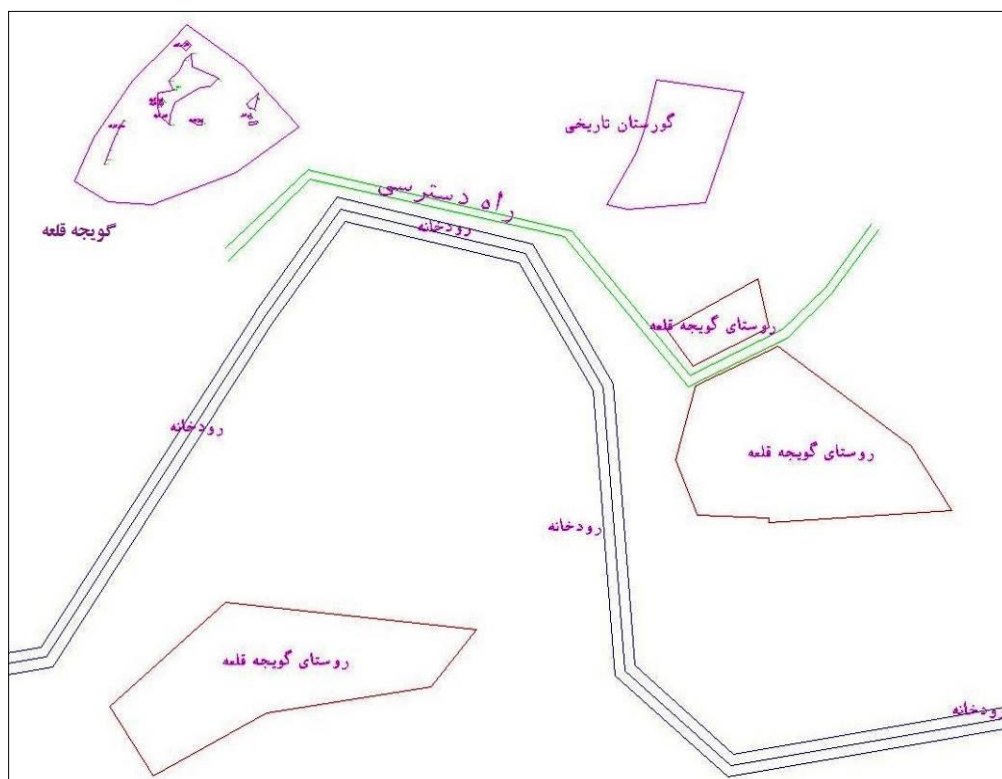 گورستان تاریخی
راه دسترسی
رودخانه
گویجه قلعه
روستای گویجه قلعه
رودخانه
روستای گویجه قلعه
رودخانه
روستای گویجه قلعه
رودخانه